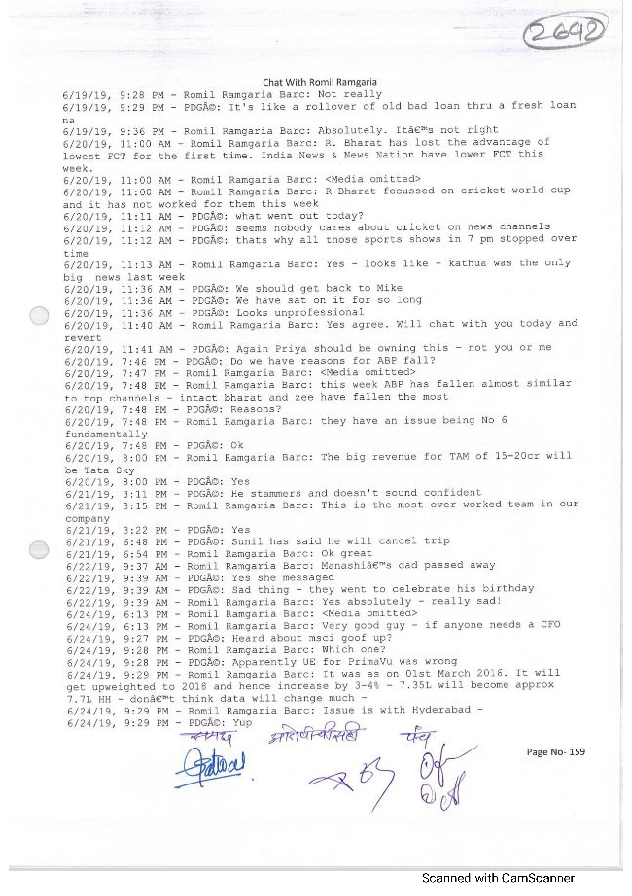 2692
Chat With Romil Ramgaria
6/19/19, 9:28 PM - Romil Ramgaria Barc: Not really
6/19/19, 9:29 PM - PDGÂ©: It's like a rollover of old bad loan thru a fresh loan
na
6/19/19, 9:36 PM - Romil Ramgaria Barc: Absolutely. Itâ€™s not right
6/20/19, 11:00 AM - Romil Ramgaria Barc: R. Bharat has lost the advantage of
lowest FCT for the first time. India News & News Nation have lower FCT this
week.
6/20/19, 11:00 AM - Romil Ramgaria Barc: <Media omitted>
6/20/19, 11:00 AM - Romil Ramgaria Barc: R Bharat focussed on cricket world cup
and it has not worked for them this week
6/20/19, 11:11 AM - PDGÂ©: what went out today?
6/20/19, 11:12 AM - PDGÂ©: seems nobody cares about cricket on news channels
6/20/19, 11:12 AM - PDGÂ©: thats why all those sports shows in 7 pm stopped over
time
6/20/19, 11:13 AM - Romil Ramgaria Barc: Yes - looks like - kathua was the only
big news last week
6/20/19, 11:36 AM - PDGÂ©: We should get back to Mike
6/20/19, 11:36 AM - PDGÂ©: We have sat on it for so long
6/20/19, 11:36 AM - PDGÂ©: Looks unprofessional
6/20/19, 11:40 AM - Romil Ramgaria Barc: Yes agree. Will chat with you today and
revert
6/20/19, 11:41 AM - PDGÂ©: Again Priya should be owning this - not you or me
6/20/19, 7:46 PM - PDGÂ©: Do we have reasons for ABP fall?
6/20/19, 7:47 PM - Romil Ramgaria Barc: <Media omitted>
6/20/19, 7:48 PM - Romil Ramgaria Barc: this week ABP has fallen almost similar
to top channels - intact bharat and zee have fallen the most
6/20/19, 7:48 PM - PDGÂ©: Reasons?
6/20/19, 7:48 PM - Romil Ramgaria Barc: they have an issue being No 6
fundamentally
6/20/19, 7:48 PM - PDGÂ©: Ok
6/20/19, 8:00 PM - Romil Ramgaria Barc: The big revenue for TAM of 15-20cr will
be Tata Sky
6/20/19, 8:00 PM - PDGÂ©: Yes
6/21/19, 3:11 PM - PDGÂ©: He stammers and doesn't sound confident
6/21/19, 3:15 PM - Romil Ramgaria Barc: This is the most over worked team in our
company
6/21/19, 3:22 PM - PDGÂ©: Yes
6/21/19, 6:48 PM - PDGÂ©: Sunil has said he will cancel trip
6/21/19, 6:54 PM - Romil Ramgaria Barc: Ok great
6/22/19, 9:37 AM - Romil Ramgaria Barc: Manashiâ€™s dad passed away
6/22/19, 9:39 AM - PDGÂ©: Yes she messaged
6/22/19, 9:39 AM - PDGÂ©: Sad thing - they went to celebrate his birthday
6/22/19, 9:39 AM - Romil Ramgaria Barc: Yes absolutely - really sad!
6/24/19, 6:13 PM - Romil Ramgaria Barc: <Media omitted>
6/24/19, 6:13 PM - Romil Ramgaria Barc: Very good guy - if anyone needs a CFO
6/24/19, 9:27 PM - PDGÂ©: Heard about msci goof up?
6/24/19, 9:28 PM - Romil Ramgaria Barc: Which one?
6/24/19, 9:28 PM - PDGÂ©: Apparently UE for PrimaVu was wrong
6/24/19, 9:29 PM - Romil Ramgaria Barc: It was as on 01st March 2016. It will
get upweighted to 2018 and hence increase by 3-4% - 7.35L will become approx
7.7L HH - donâ€™t think data will change much -
6/24/19, 9:29 PM - Romil Ramgaria Barc: Issue is with Hyderabad -
6/24/19, 9:29 PM - PDGÂ©: Yup
समक्ष पंच
Page No- 159
Scanned with CamScanner